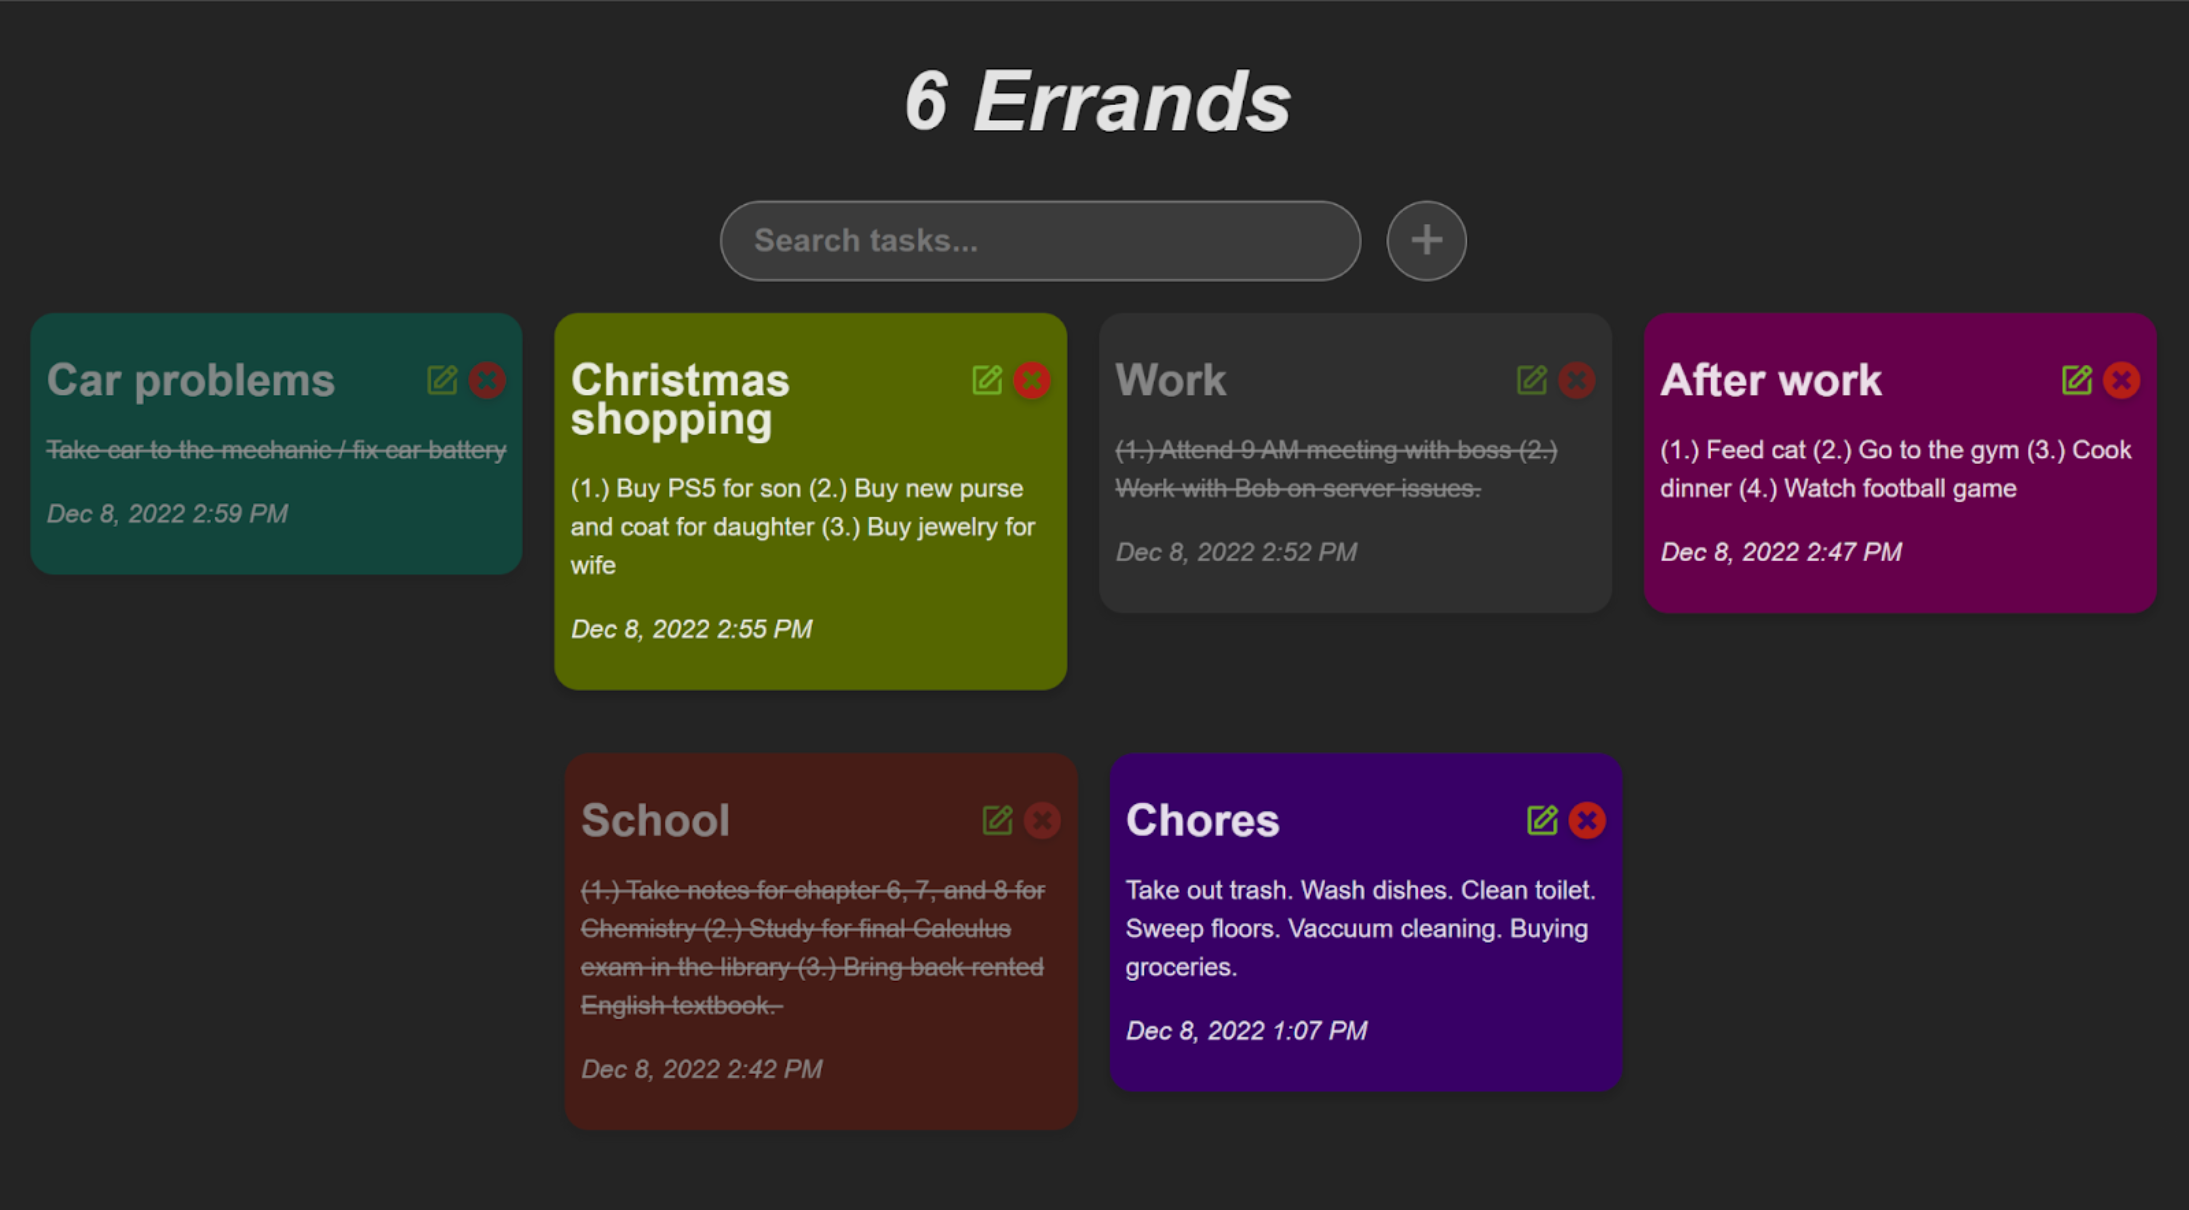 6 Errands
Search tasks...
Car problems
Take car to the mechanic / fix car battery
Dec 8, 2022 2:59 PM
Christmas
shopping
(1.) Buy PS5 for son (2.) Buy new purse
and coat for daughter (3.) Buy jewelry for
wife
Dec 8, 2022 2:55 PM
Work
(1.) Attend 9 AM meeting with boss (2.)
Work with Bob on server issues.
Dec 8, 2022 2:52 PM
After work
(1.) Feed cat (2.) Go to the gym (3.) Cook
dinner (4.) Watch football game
Dec 8, 2022 2:47 PM
School
(1.) Take notes for chapter 6, 7, and 8 for
Chemistry (2.) Study for final Calculus
exam in the library (3.) Bring back rented
English textbook.
Dec 8, 2022 2:42 PM
Chores
Take out trash. Wash dishes. Clean toilet.
Sweep floors. Vaccuum cleaning. Buying
groceries.
Dec 8, 2022 1:07 PM